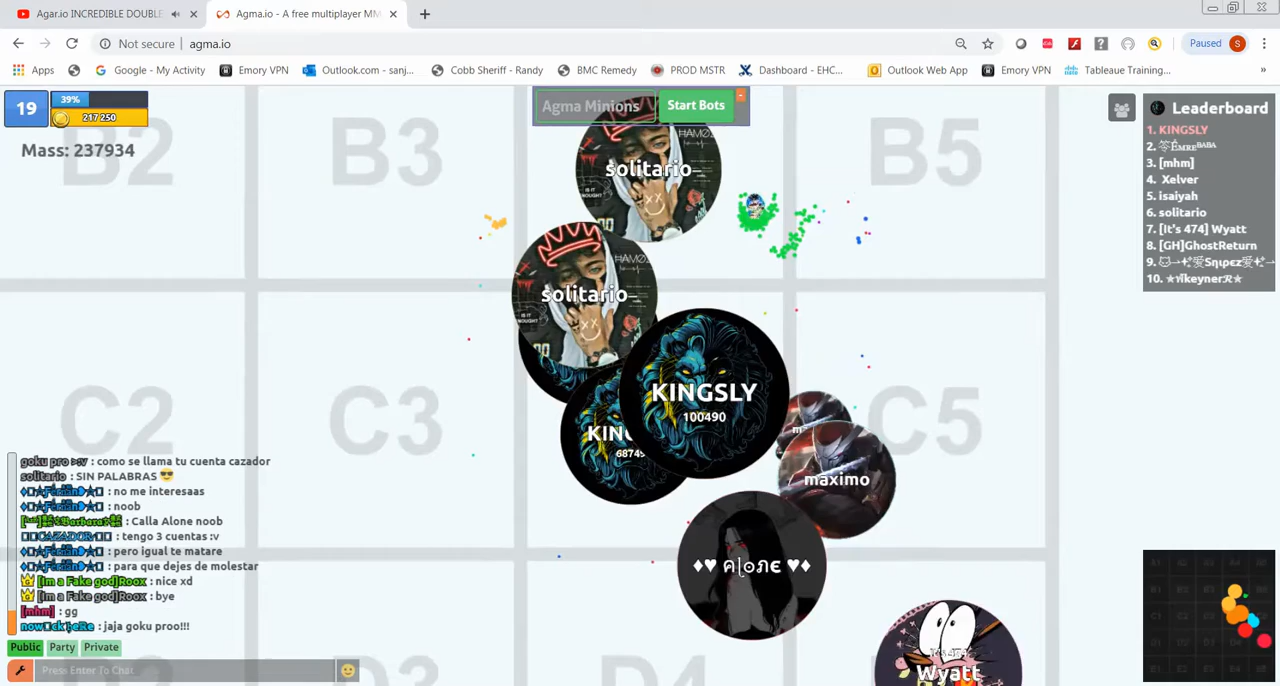 Agar.io INCREDIBLE DOUBLE
Agma.io - A free multiplayer MM
Not secure | agma.io
Paused S
Apps
Google - My Activity
Emory VPN
Outlook.com - sanj...
Cobb Sheriff - Randy
BMC Remedy
PROD MSTR
Dashboard - EHC...
Outlook Web App
Emory VPN
Tableaue Training...
19
39%
217 250
Mass: 237934
Agma Minions
Start Bots
B2
B3
B5
C2
C3
C5
D3
D4
solitario
solitario
KINGSLY
100490
KIN
6874
maximo
Wyatt
Leaderboard
1. KINGSLY
3. [mhm]
4. Xelver
5. isaiyah
6. solitario
7. [It's 474] Wyatt
8. [GH]GhostReturn
goku pro >:v : como se llama tu cuenta cazador
solitario : SIN PALABRAS 😎
: no me interesaas
: noob
: Calla Alone noob
: tengo 3 cuentas :v
: pero igual te matare
: para que dejes de molestar
[im a Fake god]Roox : nice xd
[im a Fake god]Roox : bye
[mhm] : gg
: jaja goku proo!!!
Public
Party
Private
Press Enter To Chat